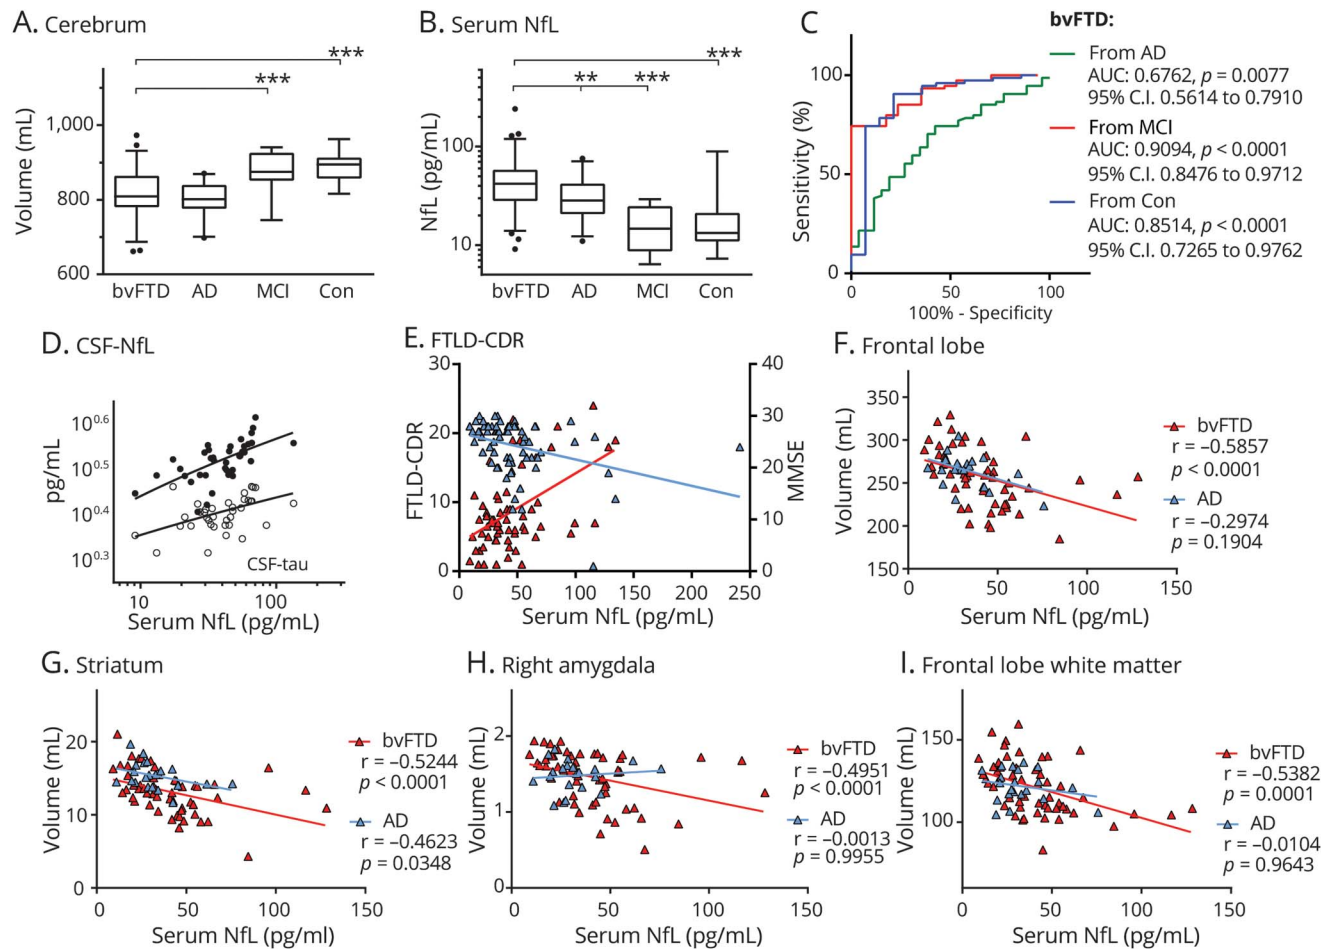 A. Cerebrum
***
***
Volume (mL)
1,000
800
600
bvFTD AD MCI Con
B. Serum NfL
***
** ***
NfL (pg/mL)
100
10
bvFTD AD MCI Con
C
Sensitivity (%)
100
50
0
0 50 100
100% - Specificity
bvFTD:
From AD
AUC: 0.6762, p = 0.0077
95% C.I. 0.5614 to 0.7910
From MCI
AUC: 0.9094, p < 0.0001
95% C.I. 0.8476 to 0.9712
From Con
AUC: 0.8514, p < 0.0001
95% C.I. 0.7265 to 0.9762
D. CSF-NfL
pg/mL
10^0.6
10^0.5
10^0.4
10^0.3
CSF-tau
10 100
Serum NfL (pg/mL)
E. FTLD-CDR
FTLD-CDR
30
20
10
0
40
30
20
10
0
MMSE
0 50 100 150 200 250
Serum NfL (pg/mL)
F. Frontal lobe
Volume (mL)
350
300
250
200
150
0 50 100 150
Serum NfL (pg/mL)
bvFTD
r = –0.5857
p < 0.0001
AD
r = –0.2974
p = 0.1904
G. Striatum
Volume (mL)
20
10
0
0 50 100 150
Serum NfL (pg/ml)
bvFTD
r = –0.5244
p < 0.0001
AD
r = –0.4623
p = 0.0348
H. Right amygdala
Volume (mL)
2
1
0
0 50 100 150
Serum NfL (pg/mL)
bvFTD
r = –0.4951
p < 0.0001
AD
r = –0.0013
p = 0.9955
I. Frontal lobe white matter
Volume (mL)
150
100
0 50 100 150
Serum NfL (pg/mL)
bvFTD
r = –0.5382
p = 0.0001
AD
r = –0.0104
p = 0.9643